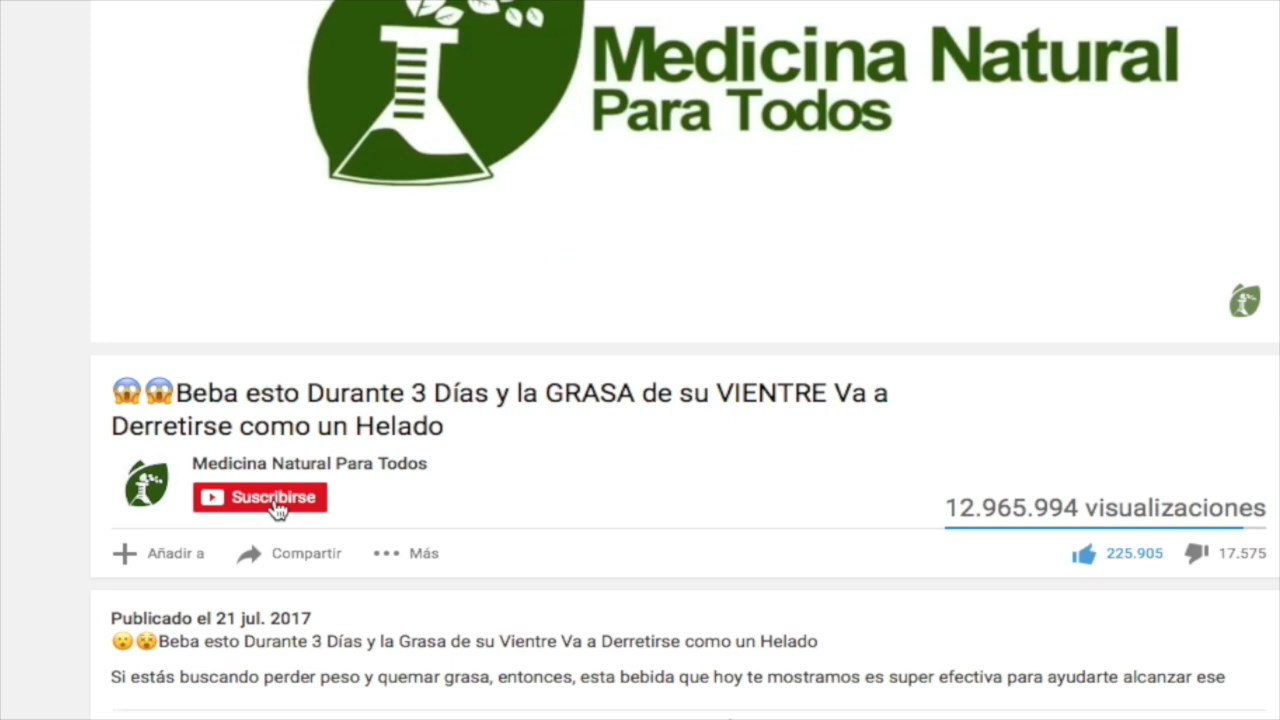 Medicina Natural
Para Todos
😱😱Beba esto Durante 3 Días y la GRASA de su VIENTRE Va a
Derretirse como un Helado
Medicina Natural Para Todos
Suscribirse
12.965.994 visualizaciones
Añadir a Compartir Más 225.905 17.575
Publicado el 21 jul. 2017
😮😵Beba esto Durante 3 Días y la Grasa de su Vientre Va a Derretirse como un Helado
Si estás buscando perder peso y quemar grasa, entonces, esta bebida que hoy te mostramos es super efectiva para ayudarte alcanzar ese